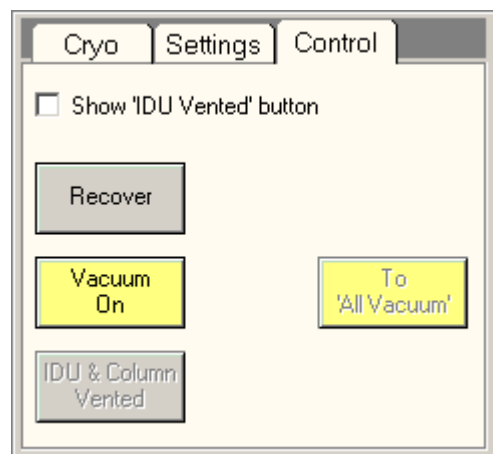 Cryo Settings Control
Show 'IDU Vented' button
Recover
Vacuum
On
To
'All Vacuum'
IDU & Column
Vented